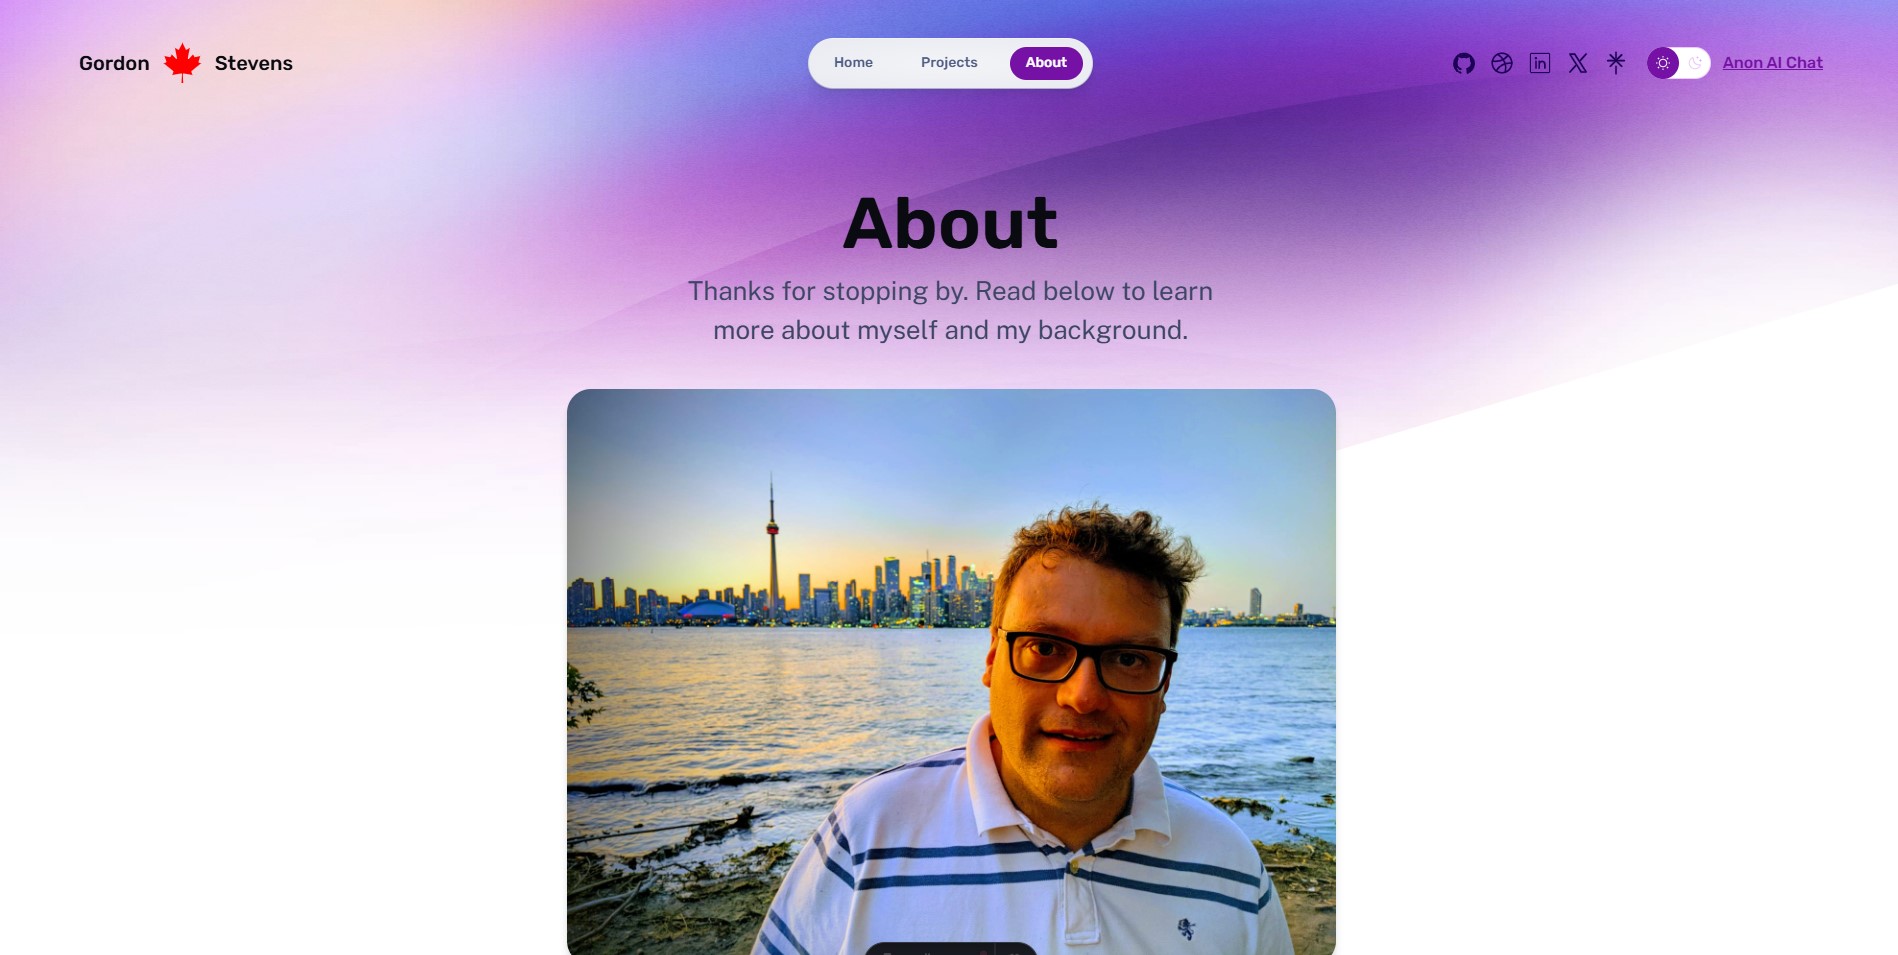 Gordon Stevens
Home Projects About
Anon AI Chat
About
Thanks for stopping by. Read below to learn
more about myself and my background.